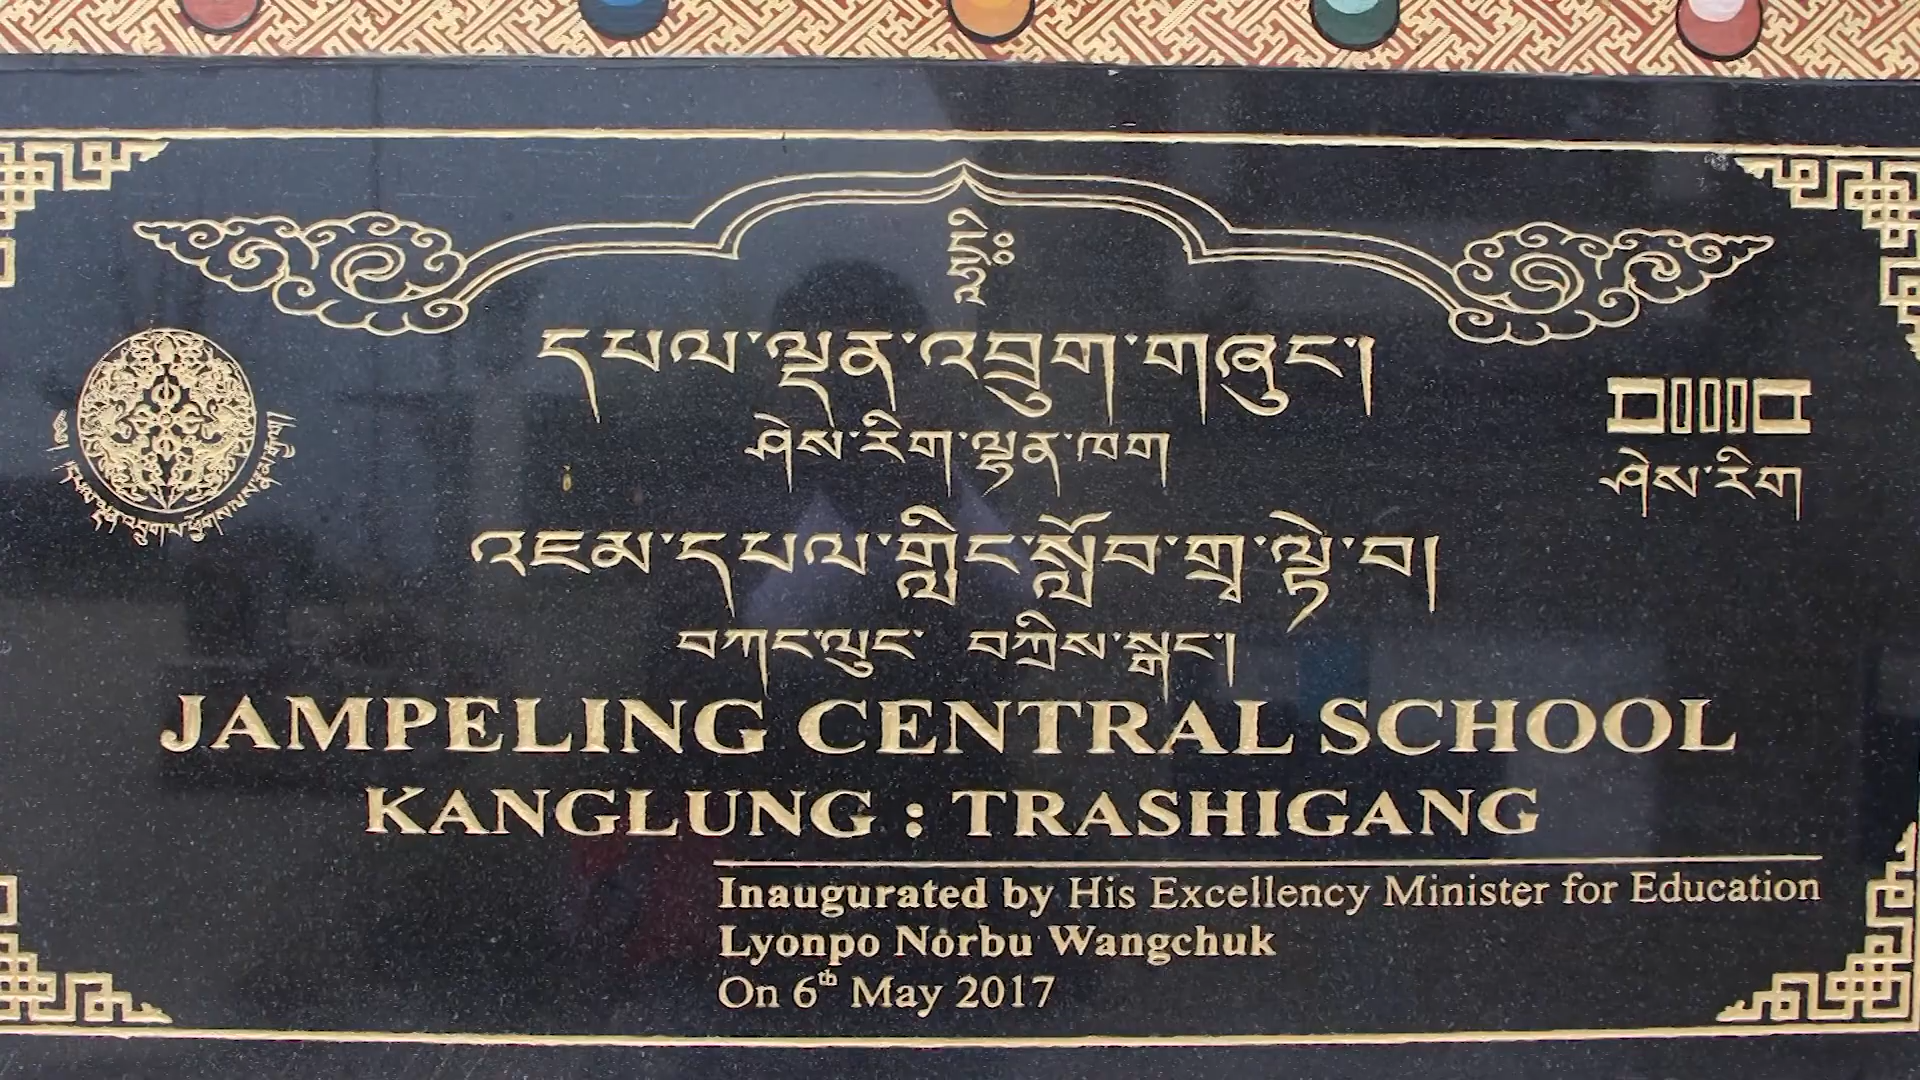 དཔལ་ལྡན་འབྲུག་གཞུང་།
ཤེས་རིག་ལྷན་ཁག
ཤེས་རིག
འཇམ་དཔལ་གླིང་སློབ་གྲྭ་ལྟེ་བ།
བཀང་ལུང་ བཀྲིས་སྒང་།
JAMPELING CENTRAL SCHOOL
KANGLUNG : TRASHIGANG
Inaugurated by His Excellency Minister for Education
Lyonpo Norbu Wangchuk
On 6th May 2017